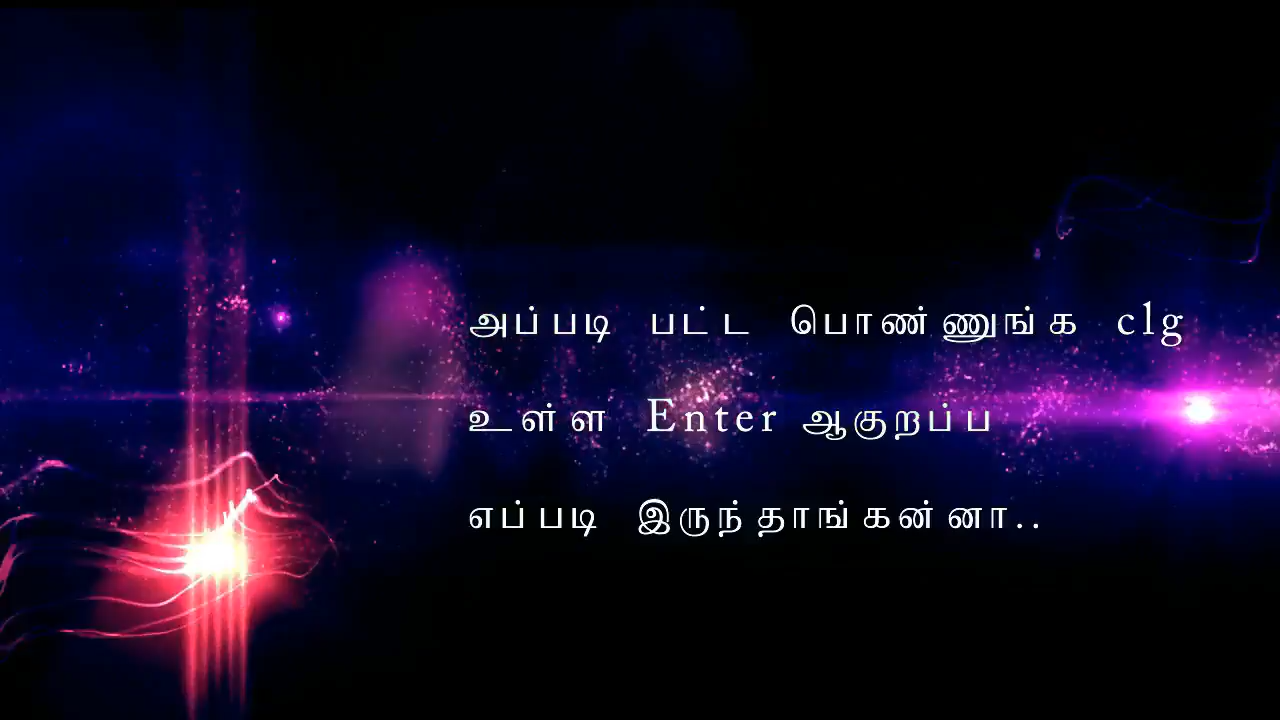 அப்படி பட்ட பொண்ணுங்க clg
உள்ள Enter ஆகுறப்ப
எப்படி இருந்தாங்கன்னா..